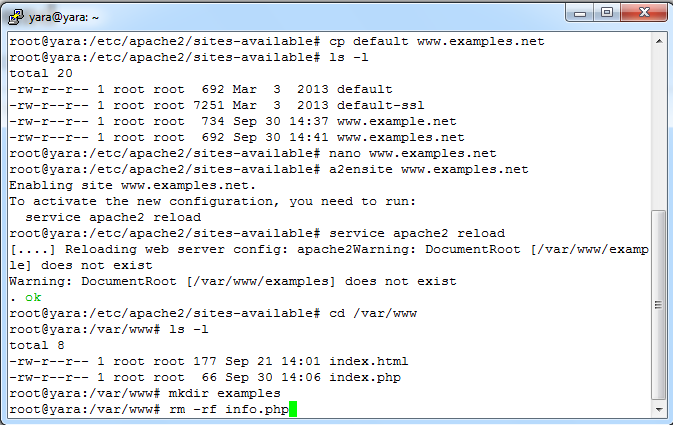 yara@yara: ~
root@yara:/etc/apache2/sites-available# cp default www.examples.net
root@yara:/etc/apache2/sites-available# ls -l
total 20
-rw-r--r-- 1 root root  692 Mar  3  2013 default
-rw-r--r-- 1 root root 7251 Mar  3  2013 default-ssl
-rw-r--r-- 1 root root  734 Sep 30 14:37 www.example.net
-rw-r--r-- 1 root root  692 Sep 30 14:41 www.examples.net
root@yara:/etc/apache2/sites-available# nano www.examples.net
root@yara:/etc/apache2/sites-available# a2ensite www.examples.net
Enabling site www.examples.net.
To activate the new configuration, you need to run:
  service apache2 reload
root@yara:/etc/apache2/sites-available# service apache2 reload
[....] Reloading web server config: apache2Warning: DocumentRoot [/var/www/examp
le] does not exist
Warning: DocumentRoot [/var/www/examples] does not exist
. ok
root@yara:/etc/apache2/sites-available# cd /var/www
root@yara:/var/www# ls -l
total 8
-rw-r--r-- 1 root root 177 Sep 21 14:01 index.html
-rw-r--r-- 1 root root  66 Sep 30 14:06 index.php
root@yara:/var/www# mkdir examples
root@yara:/var/www# rm -rf info.php